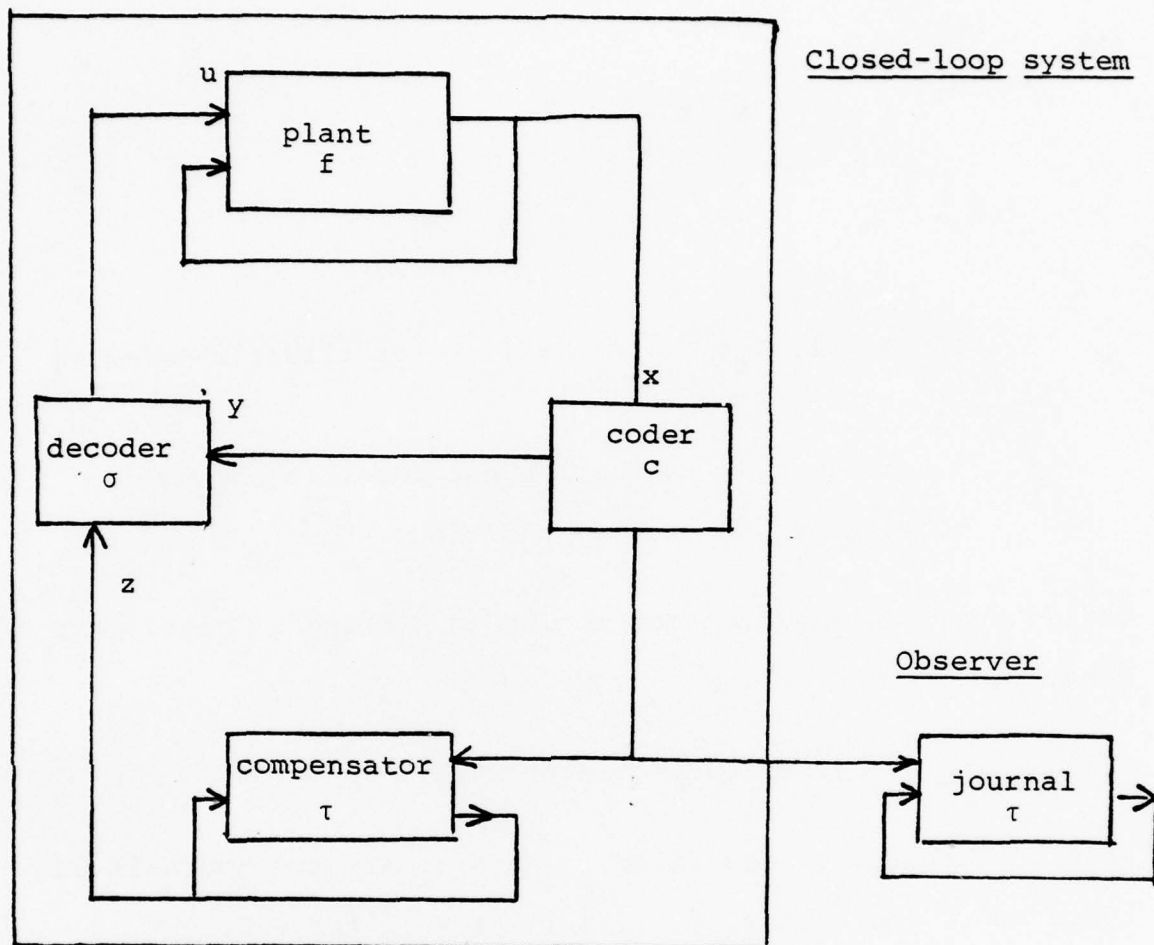 Closed-loop system
u
plant
f
x
y
decoder
σ
coder
c
z
Observer
compensator
τ
journal
τ